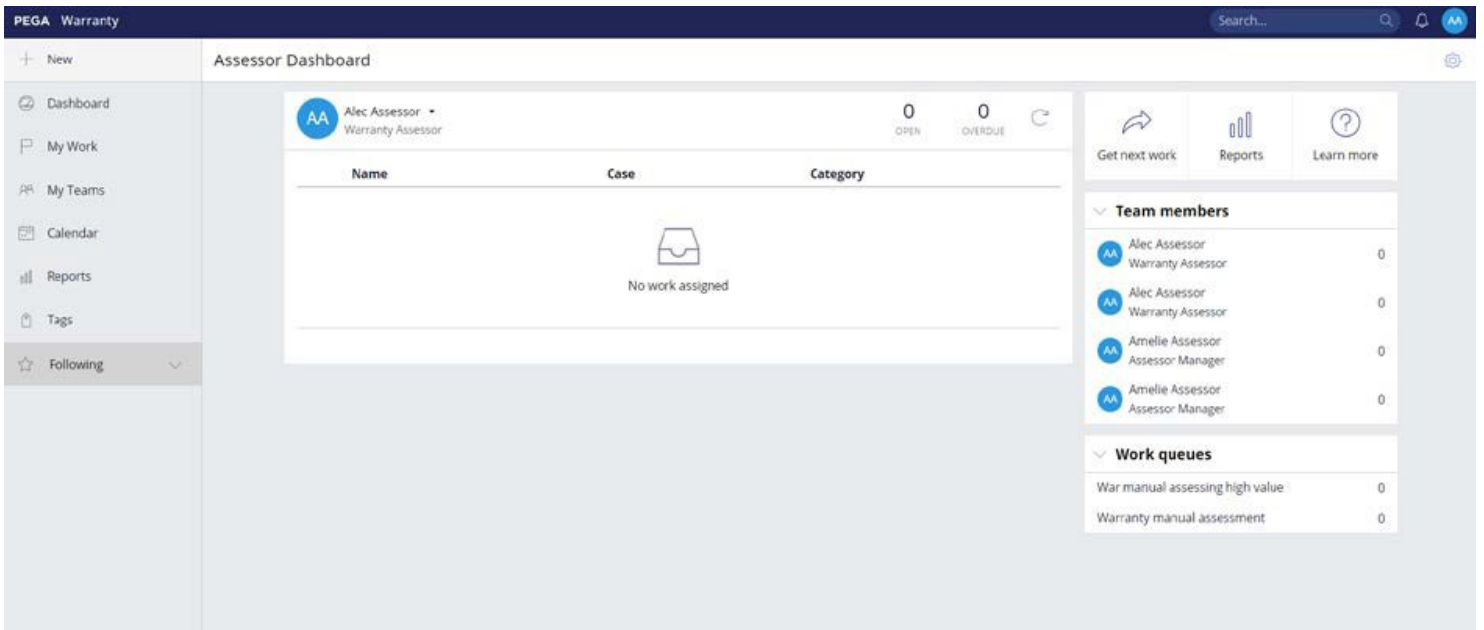 PEGA Warranty
Search...
AA
New
Assessor Dashboard
Dashboard
My Work
My Teams
Calendar
Reports
Tags
Following
AA
Alec Assessor
Warranty Assessor
0
OPEN
0
OVERDUE
Name Case Category
No work assigned
Get next work
Reports
?
Learn more
Team members
AA
Alec Assessor
Warranty Assessor
0
AA
Alec Assessor
Warranty Assessor
0
AA
Amelie Assessor
Assessor Manager
0
AA
Amelie Assessor
Assessor Manager
0
Work queues
War manual assessing high value 0
Warranty manual assessment 0